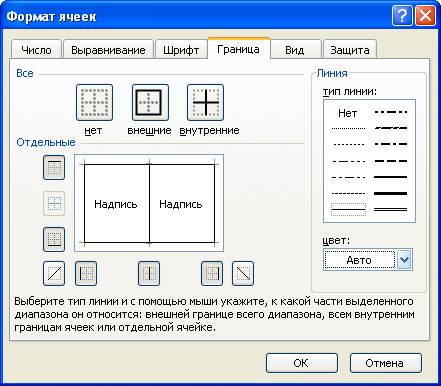 Формат ячеек
Число Выравнивание Шрифт Граница Вид Защита
Все
нет внешние внутренние
Отдельные
Надпись Надпись
Линия
тип линии:
Нет
цвет:
Авто
Выберите тип линии и с помощью мыши укажите, к какой части выделенного
диапазона он относится: внешней границе всего диапазона, всем внутренним
границам ячеек или отдельной ячейке.
ОК Отмена